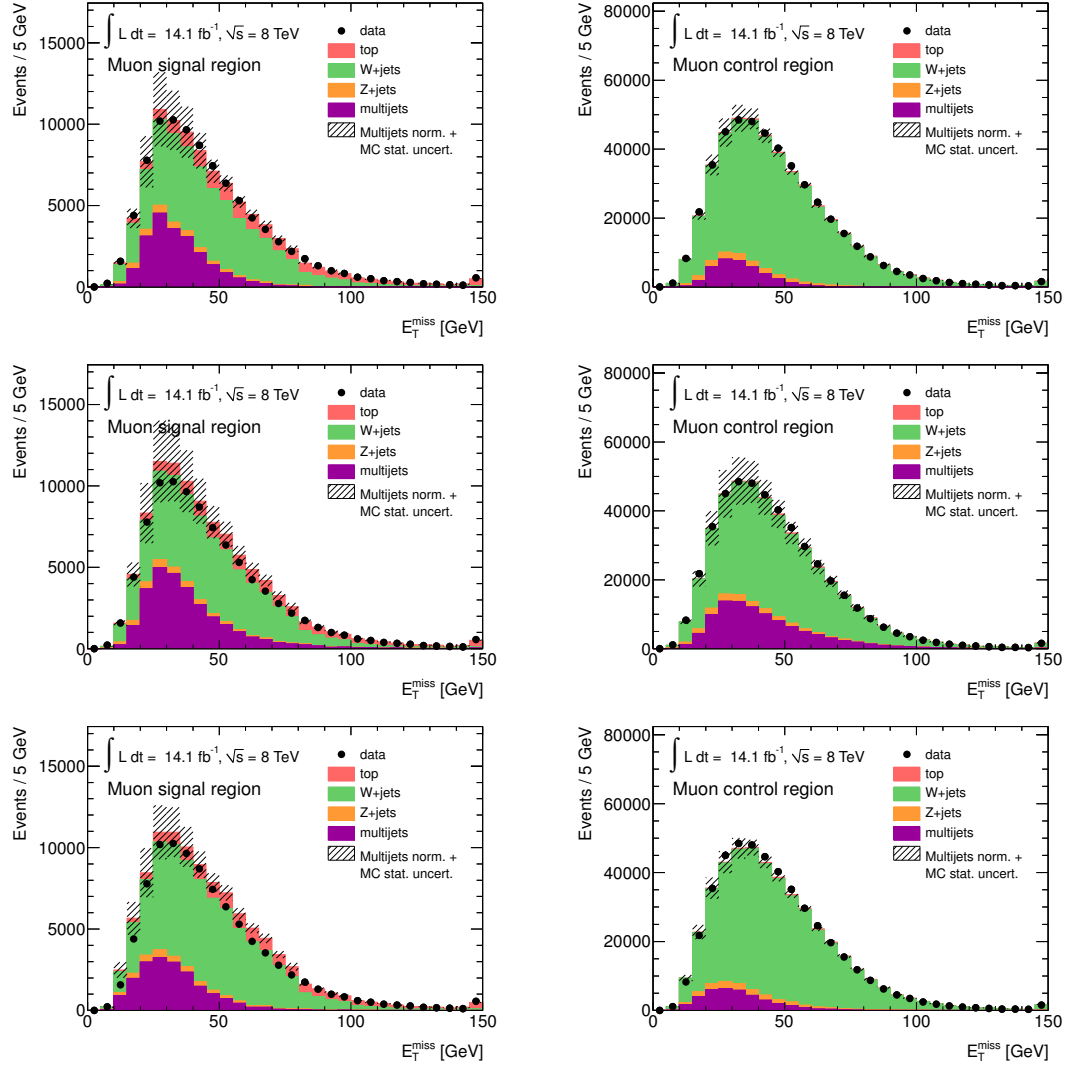 Events / 5 GeV
15000
10000
5000
0
∫ L dt = 14.1 fb⁻¹, √s = 8 TeV
Muon signal region
data
top
W+jets
Z+jets
multijets
Multijets norm. +
MC stat. uncert.
0 50 100 150
E_T^miss [GeV]
Events / 5 GeV
80000
60000
40000
20000
0
∫ L dt = 14.1 fb⁻¹, √s = 8 TeV
Muon control region
data
top
W+jets
Z+jets
multijets
Multijets norm. +
MC stat. uncert.
0 50 100 150
E_T^miss [GeV]
Events / 5 GeV
15000
10000
5000
0
∫ L dt = 14.1 fb⁻¹, √s = 8 TeV
Muon signal region
data
top
W+jets
Z+jets
multijets
Multijets norm. +
MC stat. uncert.
0 50 100 150
E_T^miss [GeV]
Events / 5 GeV
80000
60000
40000
20000
0
∫ L dt = 14.1 fb⁻¹, √s = 8 TeV
Muon control region
data
top
W+jets
Z+jets
multijets
Multijets norm. +
MC stat. uncert.
0 50 100 150
E_T^miss [GeV]
Events / 5 GeV
15000
10000
5000
0
∫ L dt = 14.1 fb⁻¹, √s = 8 TeV
Muon signal region
data
top
W+jets
Z+jets
multijets
Multijets norm. +
MC stat. uncert.
0 50 100 150
E_T^miss [GeV]
Events / 5 GeV
80000
60000
40000
20000
0
∫ L dt = 14.1 fb⁻¹, √s = 8 TeV
Muon control region
data
top
W+jets
Z+jets
multijets
Multijets norm. +
MC stat. uncert.
0 50 100 150
E_T^miss [GeV]